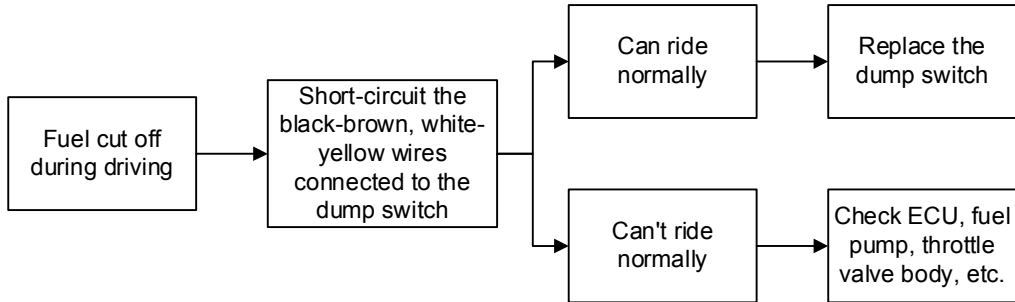 Fuel cut off
during driving
Short-circuit the
black-brown, white-
yellow wires
connected to the
dump switch
Can ride
normally
Replace the
dump switch
Can't ride
normally
Check ECU, fuel
pump, throttle
valve body, etc.